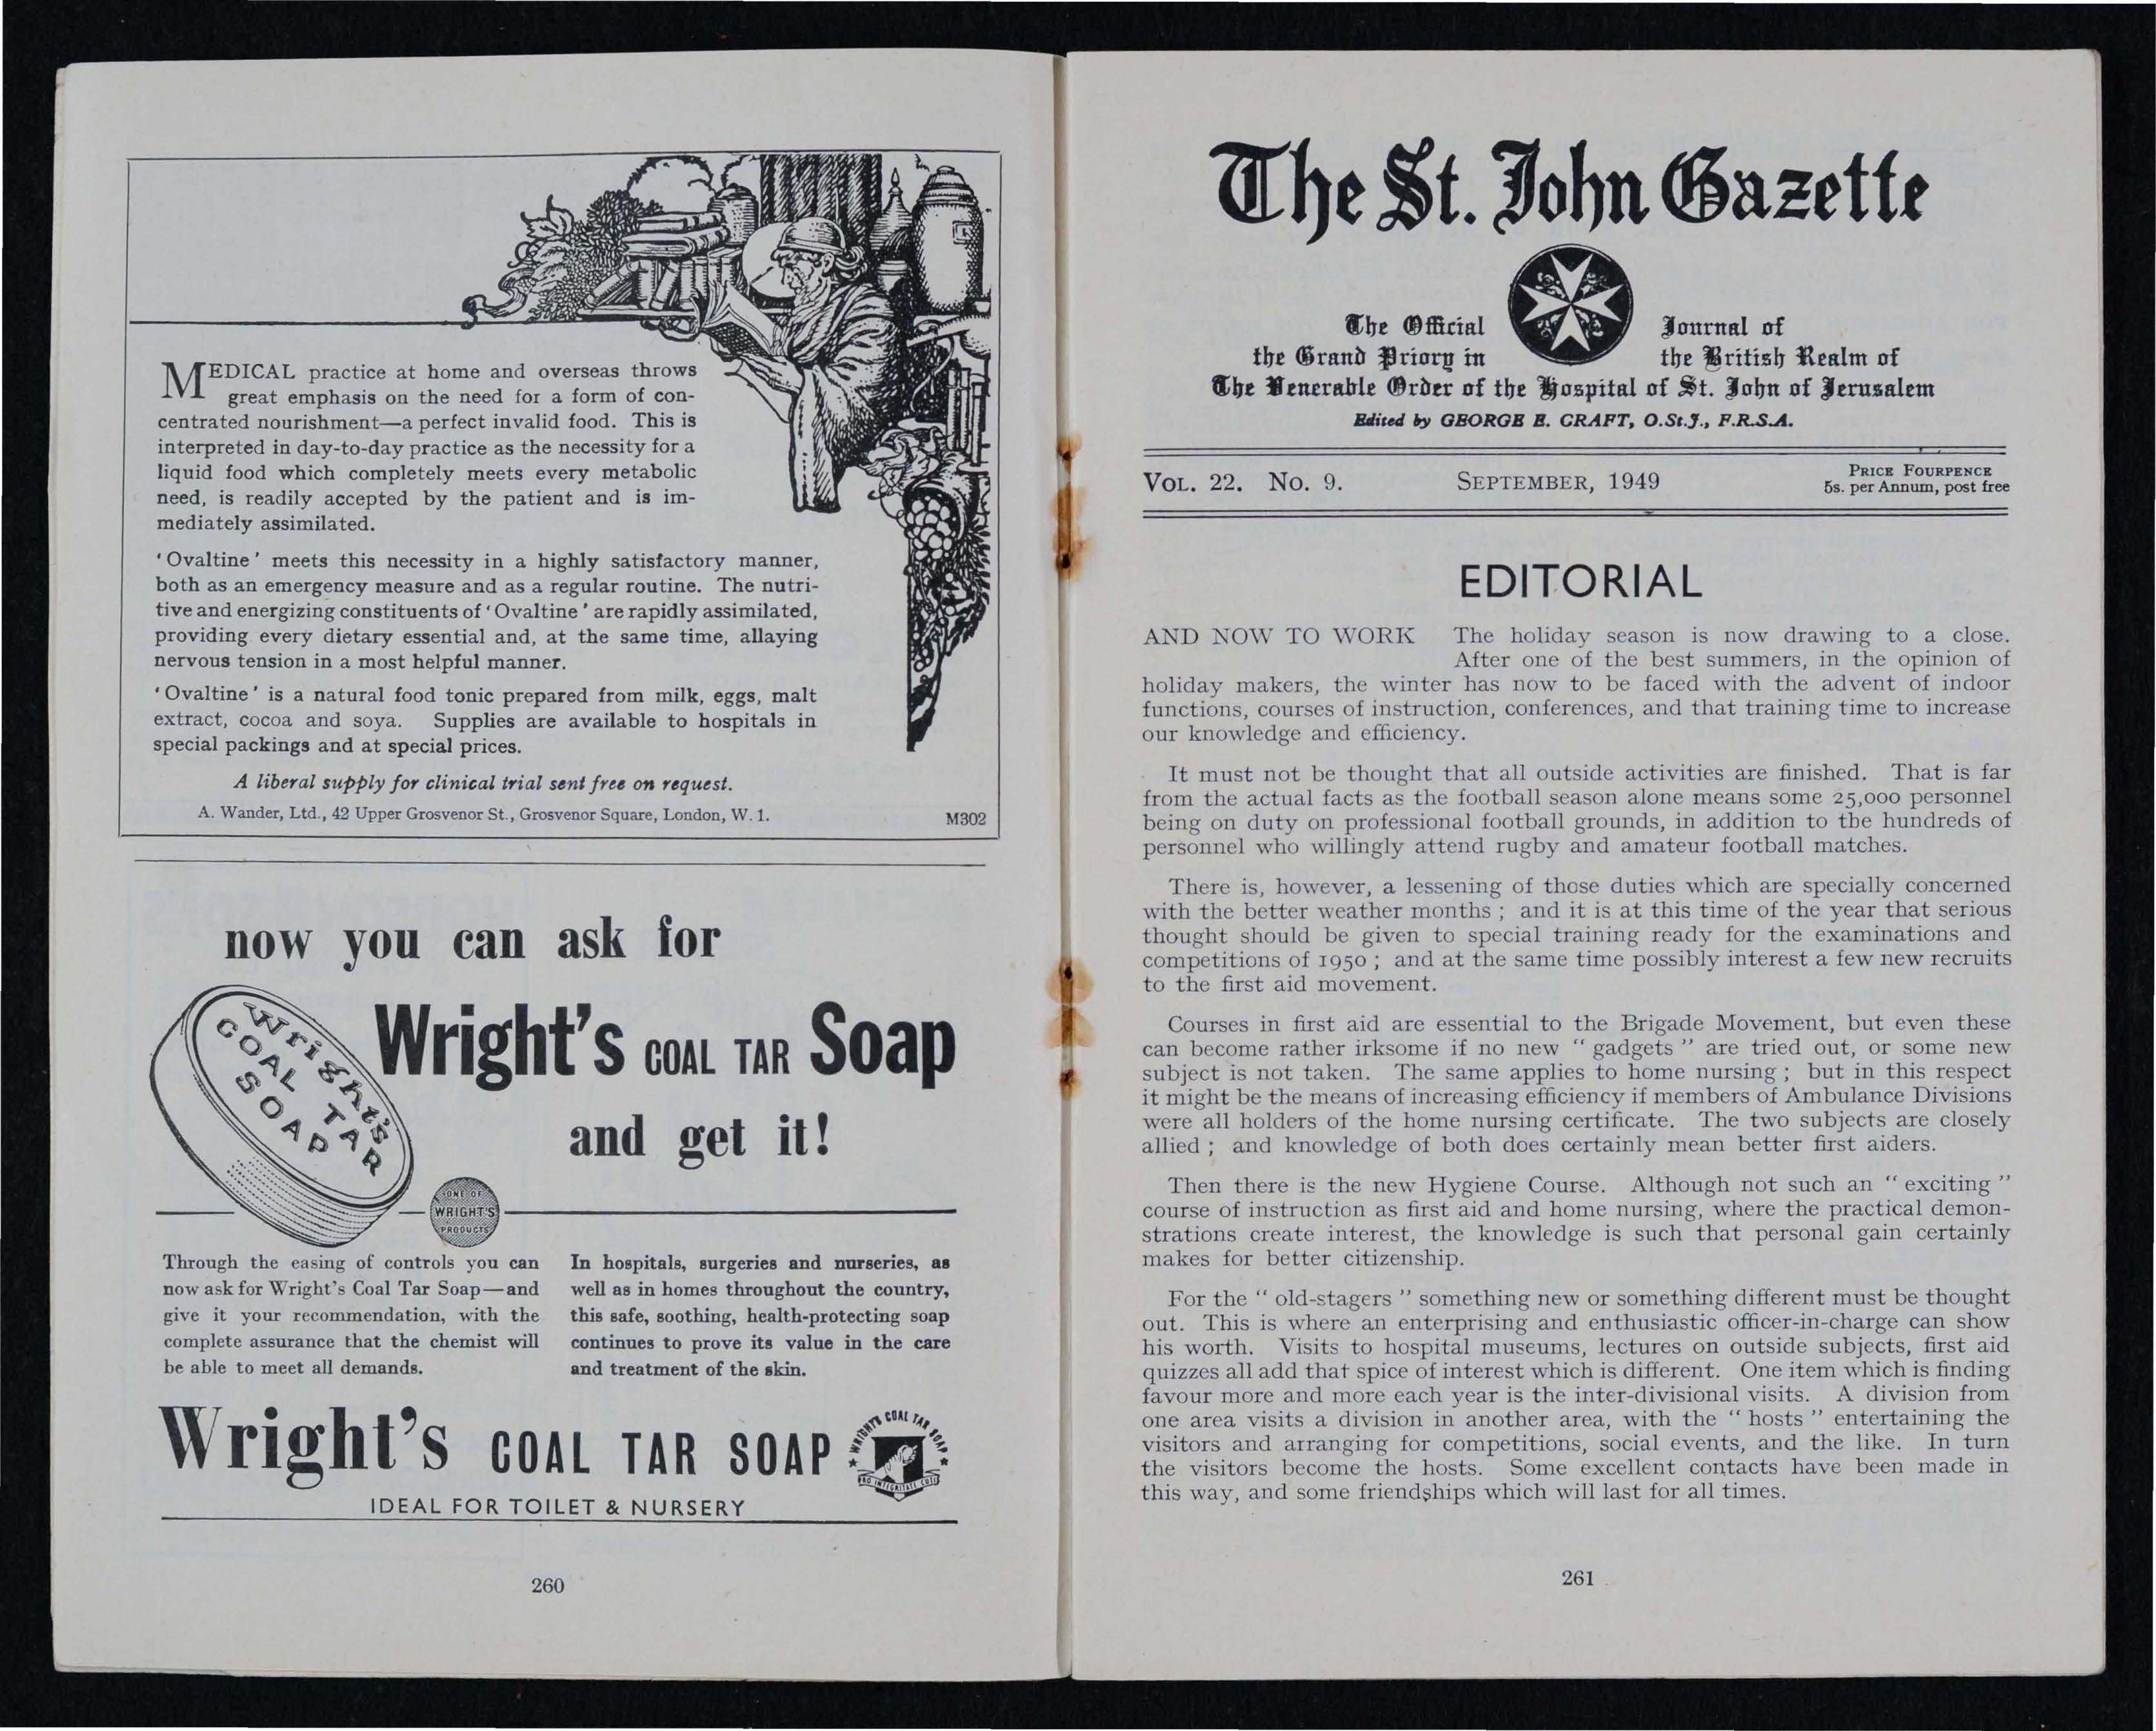 MEDICAL practice at home and overseas throws
great emphasis on the need for a form of con-
centrated nourishment—a perfect invalid food. This is
interpreted in day-to-day practice as the necessity for a
liquid food which completely meets every metabolic
need, is readily accepted by the patient and is im-
mediately assimilated.
'Ovaltine' meets this necessity in a highly satisfactory manner,
both as an emergency measure and as a regular routine. The nutri-
tive and energizing constituents of 'Ovaltine' are rapidly assimilated,
providing every dietary essential and, at the same time, allaying
nervous tension in a most helpful manner.
'Ovaltine' is a natural food tonic prepared from milk, eggs, malt
extract, cocoa and soya. Supplies are available to hospitals in
special packings and at special prices.
A liberal supply for clinical trial sent free on request.
A. Wander, Ltd., 42 Upper Grosvenor St., Grosvenor Square, London, W.1.
M302
now you can ask for
Wright's COAL TAR Soap
and get it!
Wright's
COAL TAR
SOAP
ONE OF
WRIGHT'S
PRODUCTS
Through the easing of controls you can
now ask for Wright's Coal Tar Soap—and
give it your recommendation, with the
complete assurance that the chemist will
be able to meet all demands.
In hospitals, surgeries and nurseries, as
well as in homes throughout the country,
this safe, soothing, health-protecting soap
continues to prove its value in the care
and treatment of the skin.
Wright's COAL TAR SOAP
WRIGHT'S COAL TAR SOAP
PRO INTEGRITATE CUTIS
IDEAL FOR TOILET & NURSERY
260
The St. John Gazette
The Official Journal of
the Grand Priory in the British Realm of
The Venerable Order of the Hospital of St. John of Jerusalem
Edited by GEORGE E. CRAFT, O.St.J., F.R.S.A.
VOL. 22. No. 9.
SEPTEMBER, 1949
PRICE FOURPENCE
5s. per Annum, post free
EDITORIAL
AND NOW TO WORK The holiday season is now drawing to a close.
After one of the best summers, in the opinion of
holiday makers, the winter has now to be faced with the advent of indoor
functions, courses of instruction, conferences, and that training time to increase
our knowledge and efficiency.
It must not be thought that all outside activities are finished. That is far
from the actual facts as the football season alone means some 25,000 personnel
being on duty on professional football grounds, in addition to the hundreds of
personnel who willingly attend rugby and amateur football matches.
There is, however, a lessening of those duties which are specially concerned
with the better weather months ; and it is at this time of the year that serious
thought should be given to special training ready for the examinations and
competitions of 1950 ; and at the same time possibly interest a few new recruits
to the first aid movement.
Courses in first aid are essential to the Brigade Movement, but even these
can become rather irksome if no new " gadgets " are tried out, or some new
subject is not taken. The same applies to home nursing ; but in this respect
it might be the means of increasing efficiency if members of Ambulance Divisions
were all holders of the home nursing certificate. The two subjects are closely
allied ; and knowledge of both does certainly mean better first aiders.
Then there is the new Hygiene Course. Although not such an " exciting "
course of instruction as first aid and home nursing, where the practical demon-
strations create interest, the knowledge is such that personal gain certainly
makes for better citizenship.
For the " old-stagers " something new or something different must be thought
out. This is where an enterprising and enthusiastic officer-in-charge can show
his worth. Visits to hospital museums, lectures on outside subjects, first aid
quizzes all add that spice of interest which is different. One item which is finding
favour more and more each year is the inter-divisional visits. A division from
one area visits a division in another area, with the " hosts " entertaining the
visitors and arranging for competitions, social events, and the like. In turn
the visitors become the hosts. Some excellent contacts have been made in
this way, and some friendships which will last for all times.
261